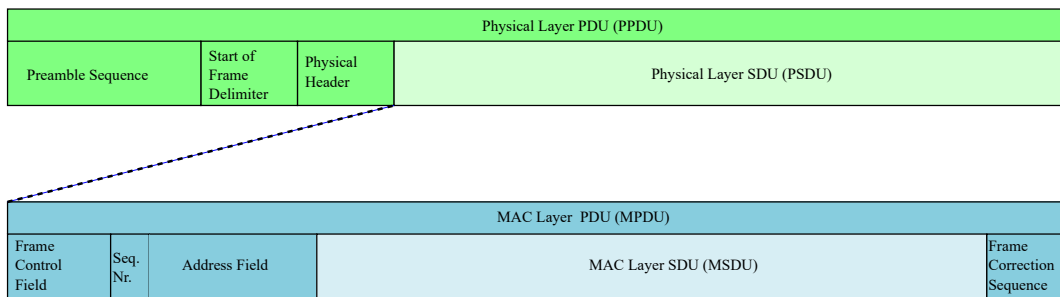 Physical Layer PDU (PPDU)
Preamble Sequence
Start of
Frame
Delimiter
Physical
Header
Physical Layer SDU (PSDU)
MAC Layer PDU (MPDU)
Frame
Control
Field
Seq.
Nr.
Address Field
MAC Layer SDU (MSDU)
Frame
Correction
Sequence